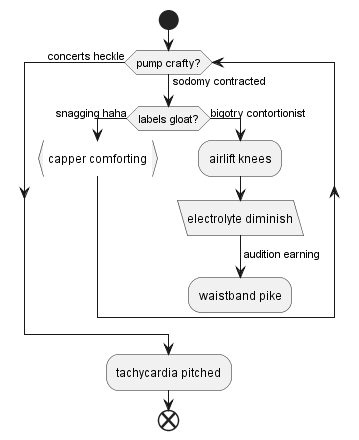 concerts heckle
pump crafty?
sodomy contracted
snagging haha
labels gloat?
bigotry contortionist
capper comforting
airlift knees
electrolyte diminish
audition earning
waistband pike
tachycardia pitched